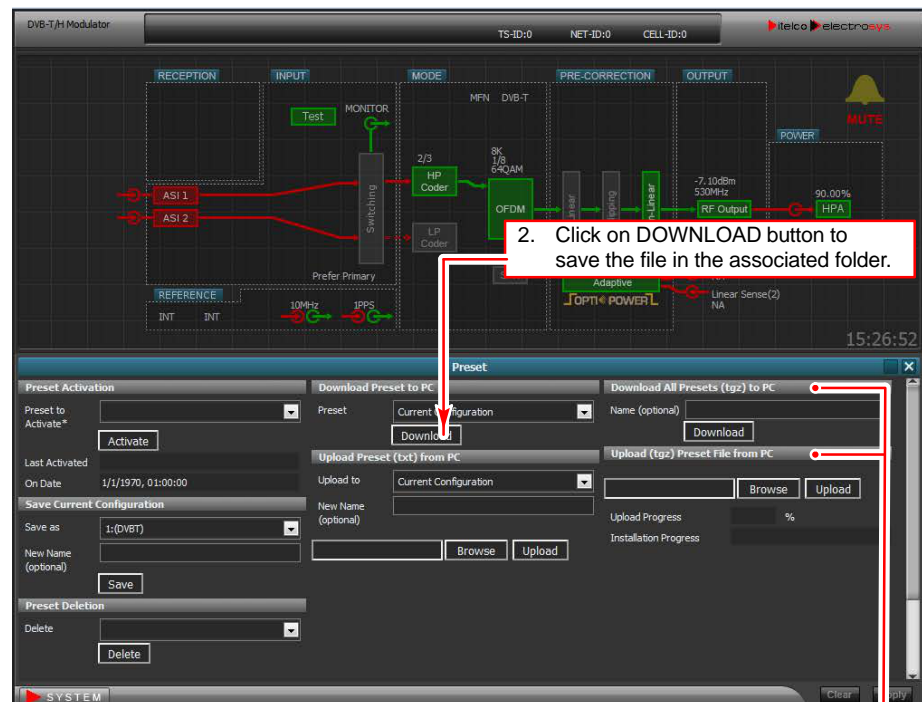 DVB-T/H Modulator
TS-ID:0 NET-ID:0 CELL-ID:0
itelco electrosys
RECEPTION INPUT MODE PRE-CORRECTION OUTPUT
MFN DVB-T
MONITOR
Test
MUTE
POWER
2/3
8K
1/8
64QAM
HP
Coder
Switching
-7.10dBm
530MHz
90.00%
ASI 1
ASI 2
OFDM
RF Output
HPA
LP
Coder
2. Click on DOWNLOAD button to
save the file in the associated folder.
Prefer Primary
Adaptive
OPTI POWER
Linear Sense(2)
NA
REFERENCE
INT INT
10MHz 1PPS
15:26:52
Preset
Preset Activation
Preset to
Activate*
Activate
Last Activated
On Date 1/1/1970, 01:00:00
Save Current Configuration
Save as 1:(DVBT)
New Name
(optional)
Save
Preset Deletion
Delete
Delete
Download Preset to PC
Preset Current Configuration
Download
Upload Preset (txt) from PC
Upload to Current Configuration
New Name
(optional)
Browse Upload
Download All Presets (tgz) to PC
Name (optional)
Download
Upload (tgz) Preset File from PC
Browse Upload
Upload Progress %
Installation Progress
SYSTEM
Clear